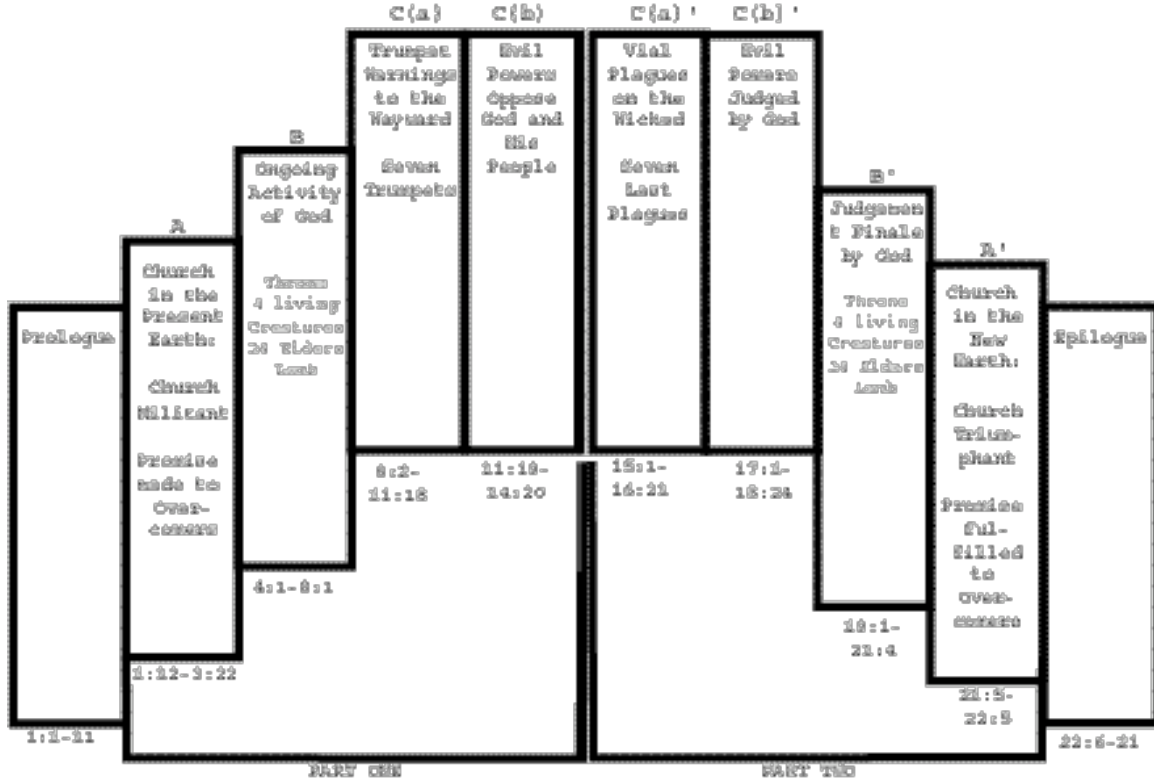 C(a)
C(b)
C(a)'
C(b)'
Trumpet
Warnings
to the
Wayward
Seven
Trumpets
Evil
Powers
Oppose
God and
His
People
Vial
Plagues
on the
Wicked
Seven
Last
Plagues
Evil
Powers
Judged
by God
B
Ongoing
Activity
of God
Throne
4 living
Creatures
24 Elders
Lamb
B'
Judgemen
t Finale
by God
Throne
4 living
Creatures
24 Elders
Lamb
A
Church
in the
Present
Earth:
Church
Militant
Promise
made to
Over-
comers
A'
Church
in the
New
Earth:
Church
Trium-
phant
Promise
ful-
filled
to
Over-
comers
Prologue
Epilogue
8:2-
11:18
11:19-
14:20
15:1-
16:21
17:1-
18:24
4:1-8:1
19:1-
21:4
1:12-3:22
21:5-
22:5
1:1-11
22:6-21
PART ONE
PART TWO